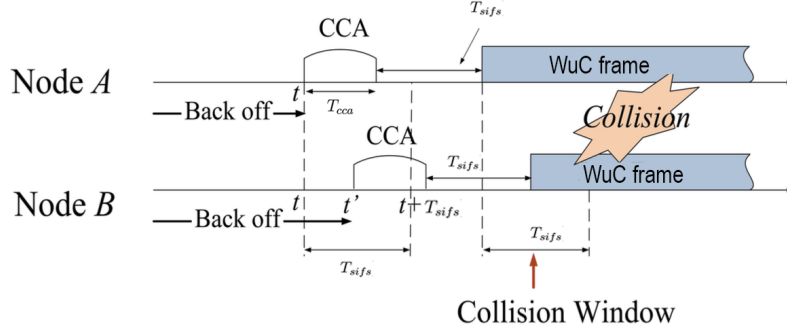 T_sifs
CCA
Node A
WuC frame
t
T_cca
Back off
Collision
CCA
T_sifs
Node B
WuC frame
t
t'
t+T_sifs
Back off
T_sifs
T_sifs
Collision Window